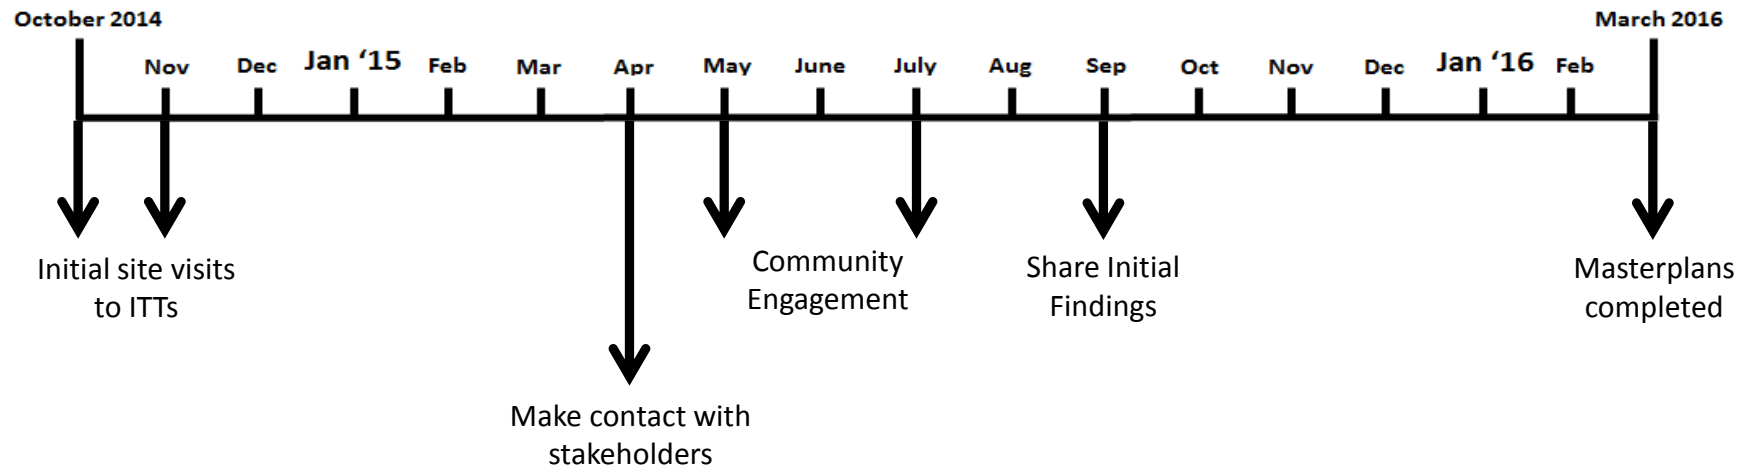 October 2014
March 2016
Nov
Dec
Jan ‘15
Feb
Mar
Apr
May
June
July
Aug
Sep
Oct
Nov
Dec
Jan ‘16
Feb
Initial site visits
to ITTs
Community
Engagement
Share Initial
Findings
Masterplans
completed
Make contact with
stakeholders